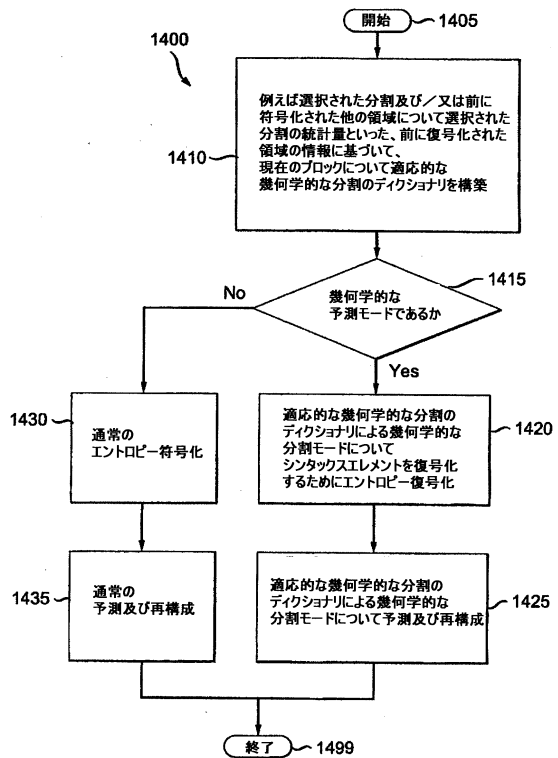 1400
開始
1405
1410
例えば選択された分割及び/又は前に
符号化された他の領域について選択された
分割の統計量といった、前に復号化された
領域の情報に基づいて、
現在のブロックについて適応的な
幾何学的な分割のディクショナリを構築
1415
幾何学的な
予測モードであるか
No
Yes
1430
通常の
エントロピー符号化
適応的な幾何学的な分割の
ディクショナリによる幾何学的な
分割モードについて
シンタックスエレメントを復号化
するためにエントロピー復号化
1420
1435
通常の
予測及び再構成
適応的な幾何学的な分割の
ディクショナリによる幾何学的な
分割モードについて予測及び再構成
1425
終了
1499